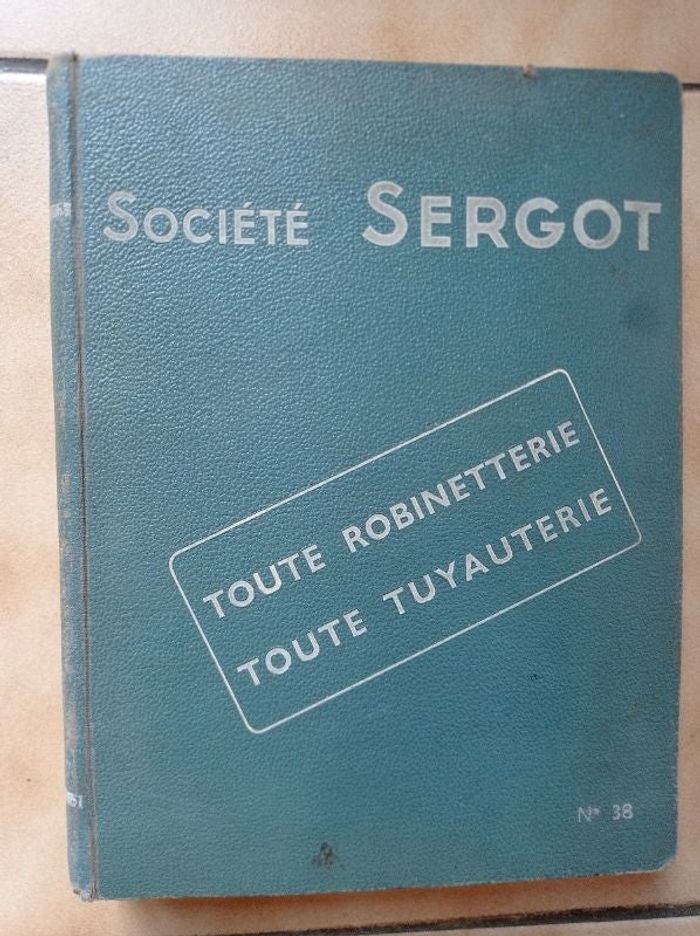 SOCIÉTÉ SERGOT
TOUTE ROBINETTERIE
TOUTE TUYAUTERIE
N° 38